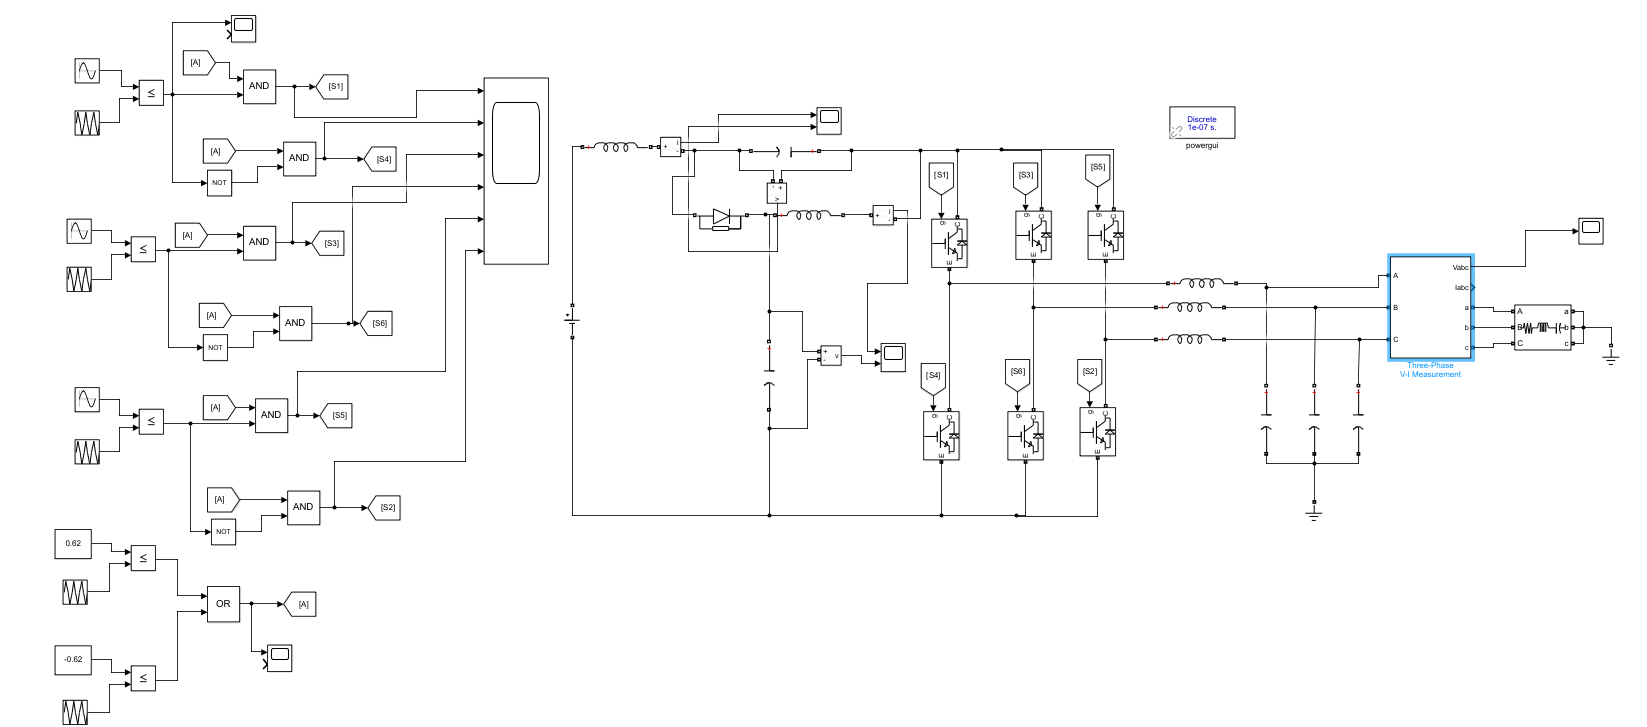 [A]
AND
[S1]
≤
[A]
AND
[S4]
NOT
[A]
AND
[S3]
≤
[A]
AND
[S6]
NOT
[A]
AND
[S5]
≤
[A]
AND
[S2]
NOT
0.62
≤
OR
[A]
-0.62
≤
+
i
-
- +
v
+
i
-
+
-
v
+
[S1]
[S3]
[S5]
g C
E
g C
E
g C
E
[S4]
[S6]
[S2]
g C
E
g C
E
g C
E
Discrete
1e-07 s.
powergui
A
B
C
Vabc
Iabc
a
b
c
Three-Phase
V-I Measurement
A
B
C
a
b
c